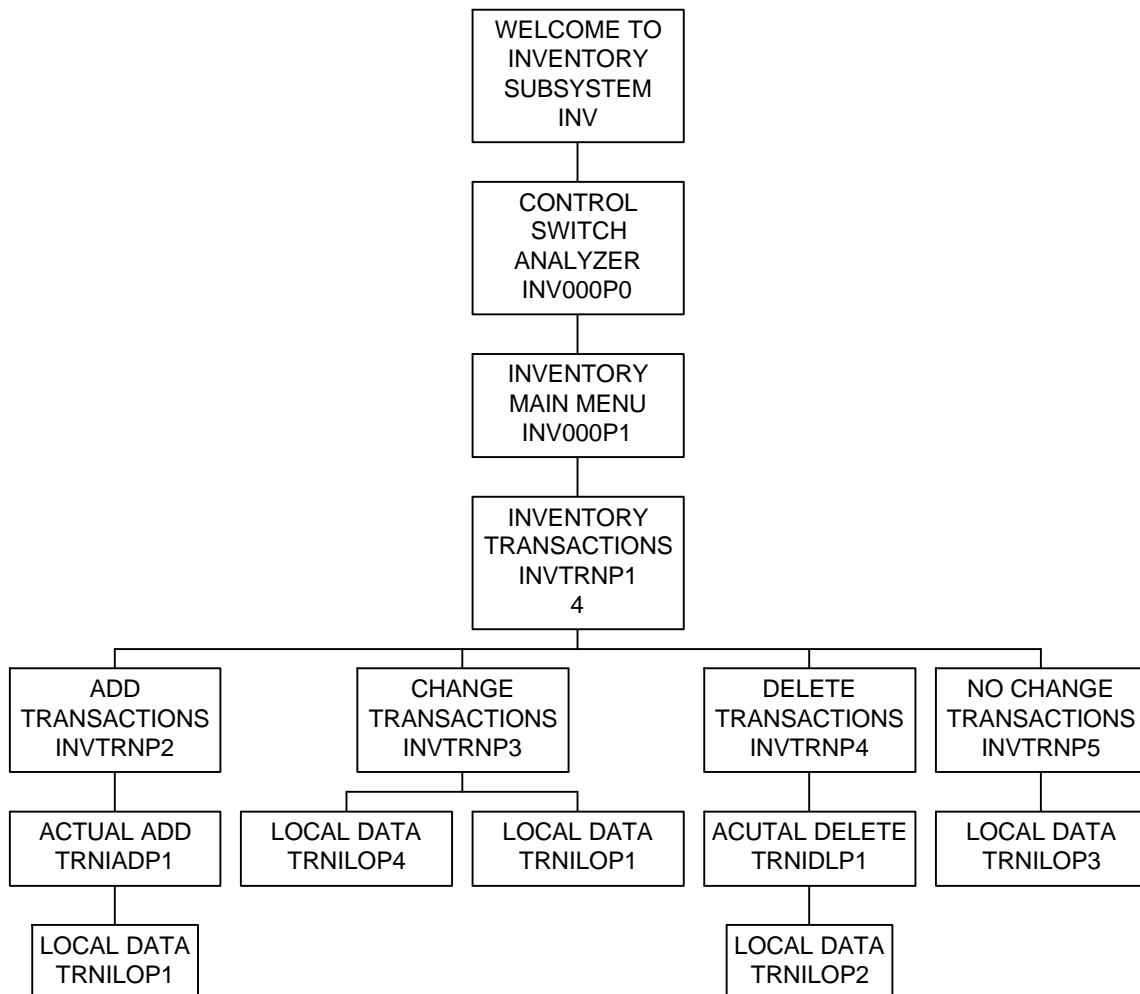 WELCOME TO
INVENTORY
SUBSYSTEM
INV
CONTROL
SWITCH
ANALYZER
INV000P0
INVENTORY
MAIN MENU
INV000P1
INVENTORY
TRANSACTIONS
INVTRNP1
4
ADD
TRANSACTIONS
INVTRNP2
CHANGE
TRANSACTIONS
INVTRNP3
DELETE
TRANSACTIONS
INVTRNP4
NO CHANGE
TRANSACTIONS
INVTRNP5
ACTUAL ADD
TRNIADP1
LOCAL DATA
TRNILOP4
LOCAL DATA
TRNILOP1
ACUTAL DELETE
TRNIDLP1
LOCAL DATA
TRNILOP3
LOCAL DATA
TRNILOP1
LOCAL DATA
TRNILOP2